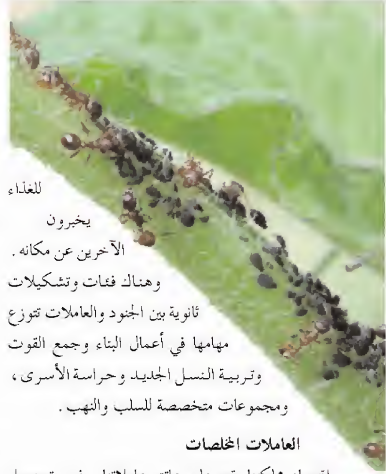 للغذاء
يخبرون
الآخرين عن مكانه .
وهناك فئات وتشكيلات
ثانوية بين الجنود والعاملات تتوزع
مهامها في أعمال البناء وجمع القوت
وتربية النسل الجديد وحراسة الأسرى ،
ومجموعات متخصصة للسلب والنهب .
العاملات المخلصات